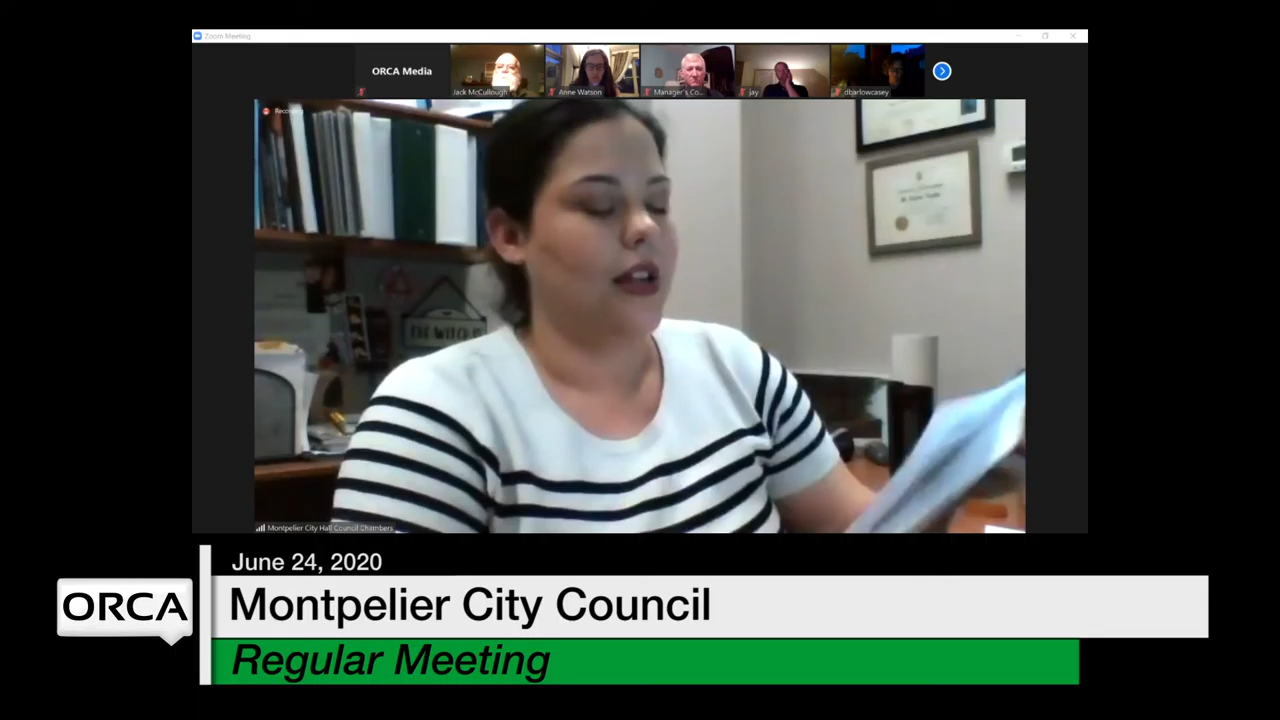 Zoom Meeting
ORCA Media
Jack McCullough
Anne Watson
Manager's Co...
jay
dbarlowcasey
Montpelier City Hall Council Chambers
June 24, 2020
ORCA
Montpelier City Council
Regular Meeting